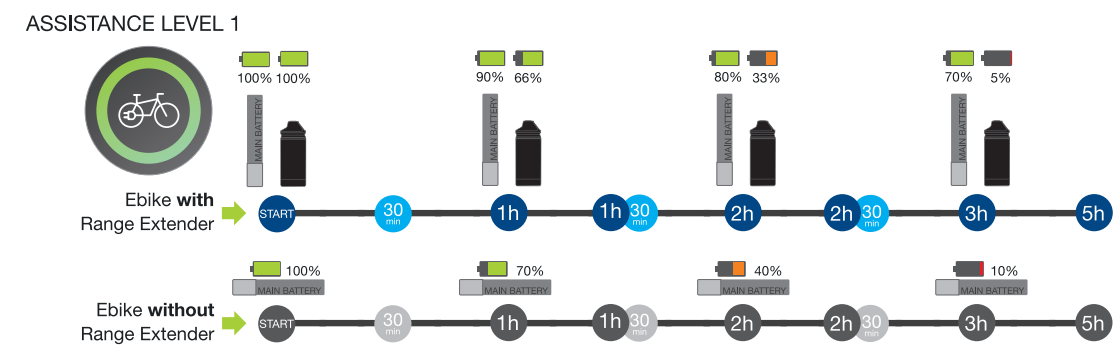 ASSISTANCE LEVEL 1
100% 100%
90% 66%
80% 33%
70% 5%
MAIN BATTERY
MAIN BATTERY
MAIN BATTERY
MAIN BATTERY
Ebike with
Range Extender
START
30
min
1h
1h 30
min
2h
2h 30
min
3h
5h
100%
70%
40%
10%
MAIN BATTERY
MAIN BATTERY
MAIN BATTERY
MAIN BATTERY
Ebike without
Range Extender
START
30
min
1h
1h 30
min
2h
2h 30
min
3h
5h